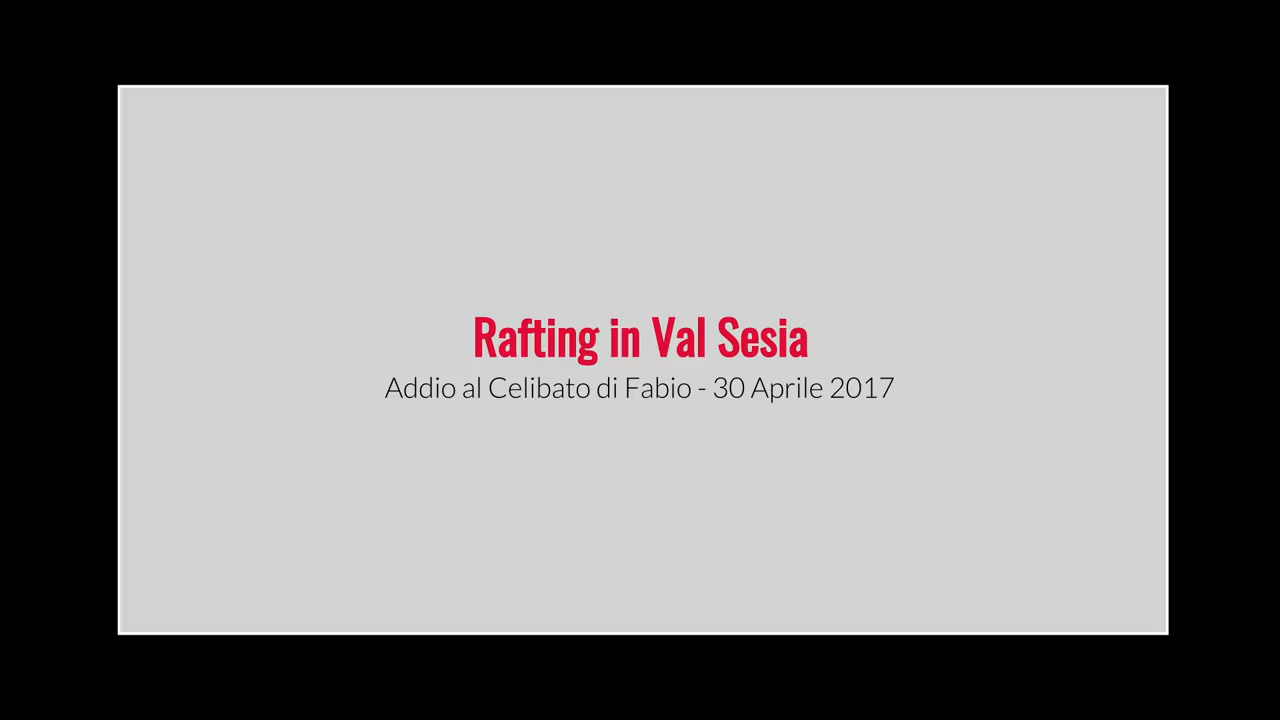 Rafting in Val Sesia
Addio al Celibato di Fabio - 30 Aprile 2017